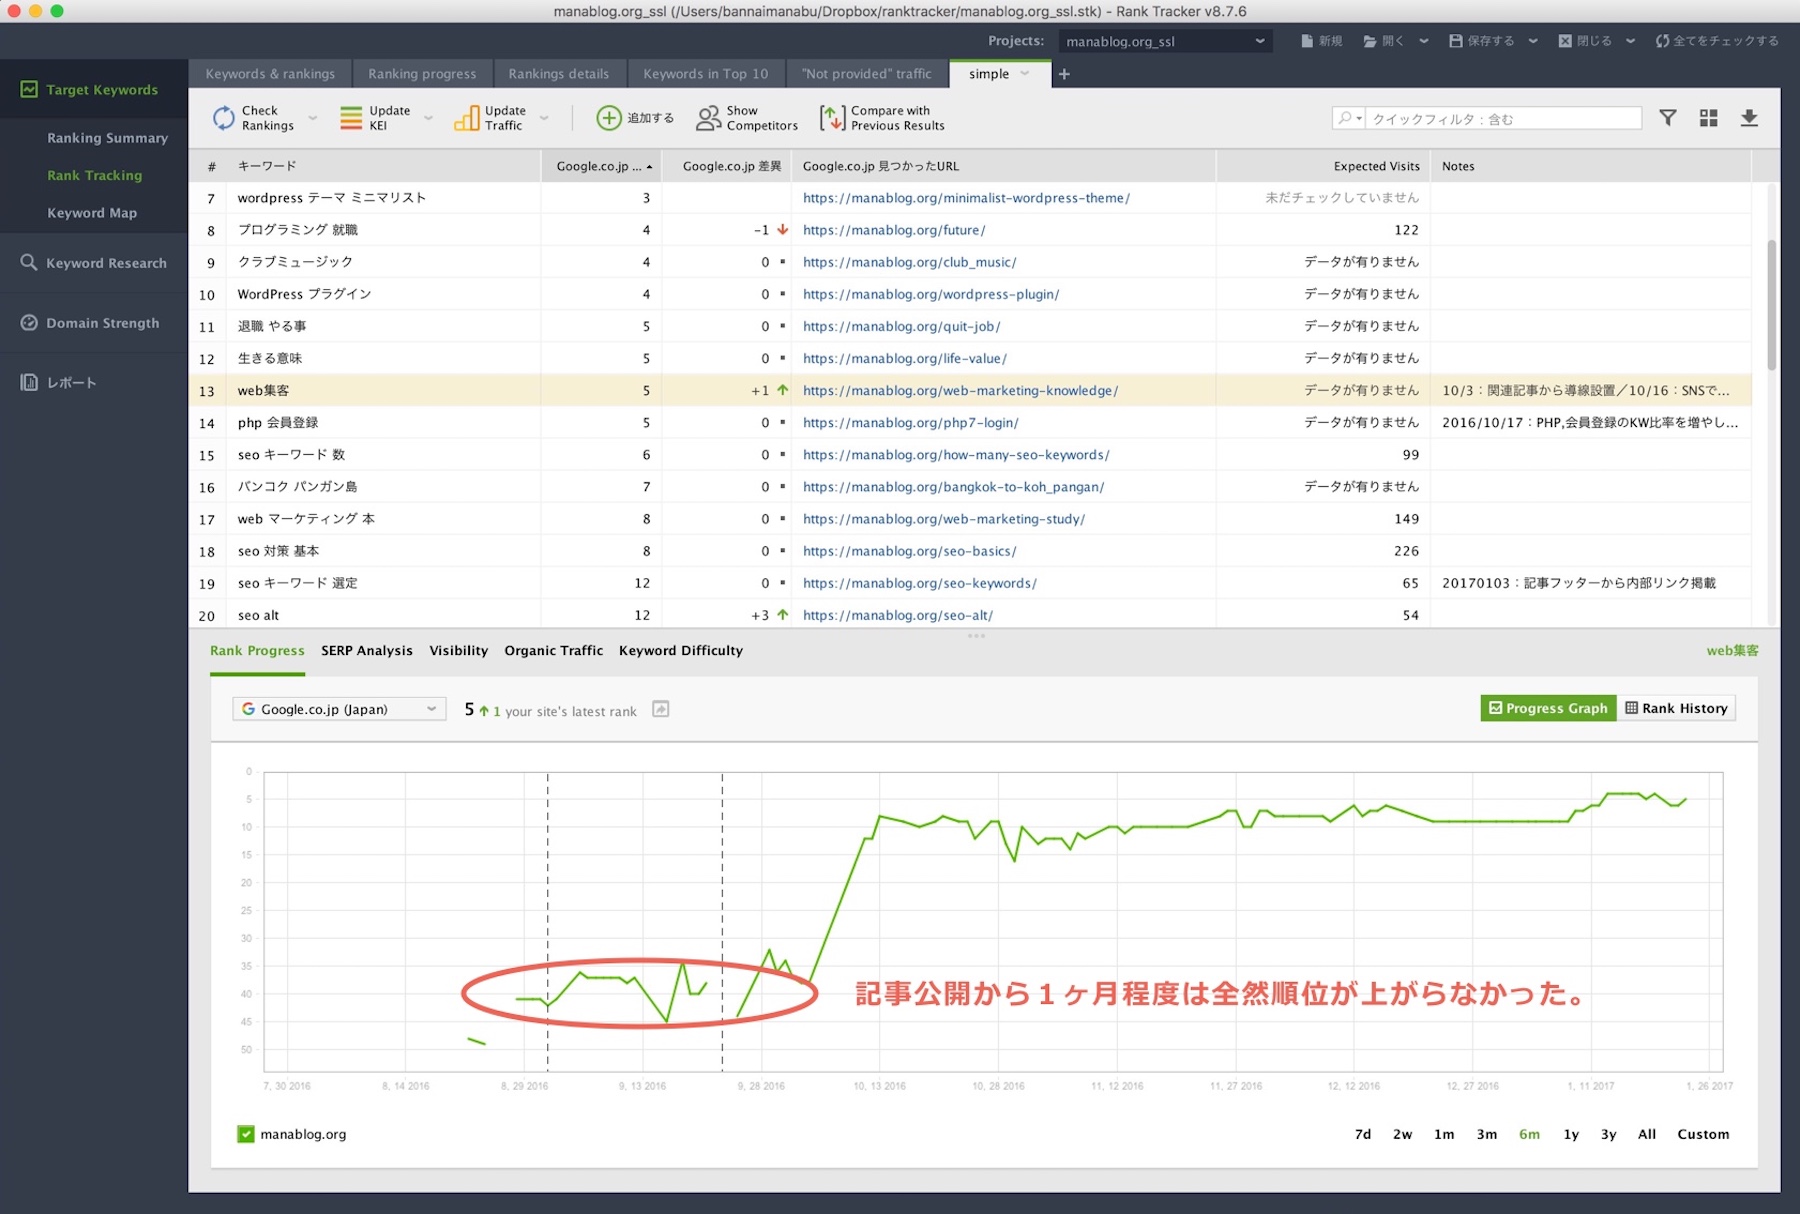 manablog.org_ssl (/Users/bannaimanabu/Dropbox/ranktracker/manablog.org_ssl.stk) - Rank Tracker v8.7.6
Projects: manablog.org_ssl 新規 開く 保存する 閉じる 全てをチェックする
Target Keywords
Ranking Summary
Rank Tracking
Keyword Map
Keyword Research
Domain Strength
レポート
Keywords & rankings Ranking progress Rankings details Keywords in Top 10 "Not provided" traffic simple +
Check Rankings
Update KEI
Update Traffic
追加する
Show Competitors
Compare with Previous Results
クイックフィルタ：含む
# キーワード Google.co.jp ... Google.co.jp 差異 Google.co.jp 見つかったURL Expected Visits Notes
7 wordpress テーマ ミニマリスト 3 https://manablog.org/minimalist-wordpress-theme/ 未だチェックしていません
8 プログラミング 就職 4 -1 https://manablog.org/future/ 122
9 クラブミュージック 4 0 https://manablog.org/club_music/ データが有りません
10 WordPress プラグイン 4 0 https://manablog.org/wordpress-plugin/ データが有りません
11 退職 やる事 5 0 https://manablog.org/quit-job/ データが有りません
12 生きる意味 5 0 https://manablog.org/life-value/ データが有りません
13 web集客 5 +1 https://manablog.org/web-marketing-knowledge/ データが有りません 10/3：関連記事から導線設置／10/16：SNSで...
14 php 会員登録 5 0 https://manablog.org/php7-login/ データが有りません 2016/10/17：PHP,会員登録のKW比率を増やし...
15 seo キーワード 数 6 0 https://manablog.org/how-many-seo-keywords/ 99
16 バンコク パンガン島 7 0 https://manablog.org/bangkok-to-koh_pangan/ データが有りません
17 web マーケティング 本 8 0 https://manablog.org/web-marketing-study/ 149
18 seo 対策 基本 8 0 https://manablog.org/seo-basics/ 226
19 seo キーワード 選定 12 0 https://manablog.org/seo-keywords/ 65 20170103：記事フッターから内部リンク掲載
20 seo alt 12 +3 https://manablog.org/seo-alt/ 54
Rank Progress SERP Analysis Visibility Organic Traffic Keyword Difficulty web集客
Google.co.jp (Japan) 5 1 your site's latest rank Progress Graph Rank History
0
5
10
15
20
25
30
35
40
45
50
記事公開から１ヶ月程度は全然順位が上がらなかった。
7, 30 2016 8, 14 2016 8, 29 2016 9, 13 2016 9, 28 2016 10, 13 2016 10, 28 2016 11, 12 2016 11, 27 2016 12, 12 2016 12, 27 2016 1, 11 2017 1, 26 2017
manablog.org 7d 2w 1m 3m 6m 1y 3y All Custom